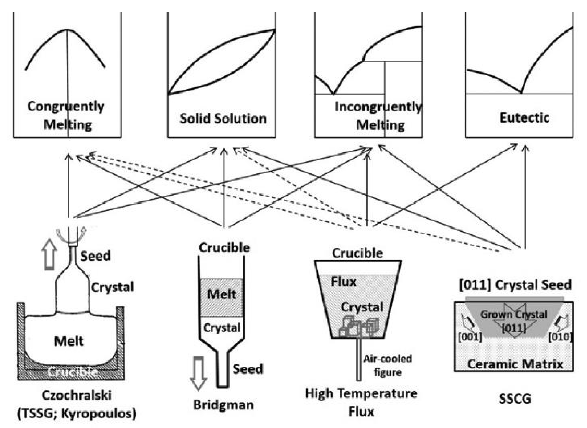 Congruently
Melting
Solid Solution
Incongruently
Melting
Eutectic
Seed
Crystal
Melt
Crucible
Czochralski
(TSSG; Kyropoulos)
Crucible
Melt
Crystal
Seed
Bridgman
Crucible
Flux
Crystal
Air-cooled
figure
High Temperature
Flux
[011] Crystal Seed
Grown Crystal
[011]
[001]
[010]
Ceramic Matrix
SSCG